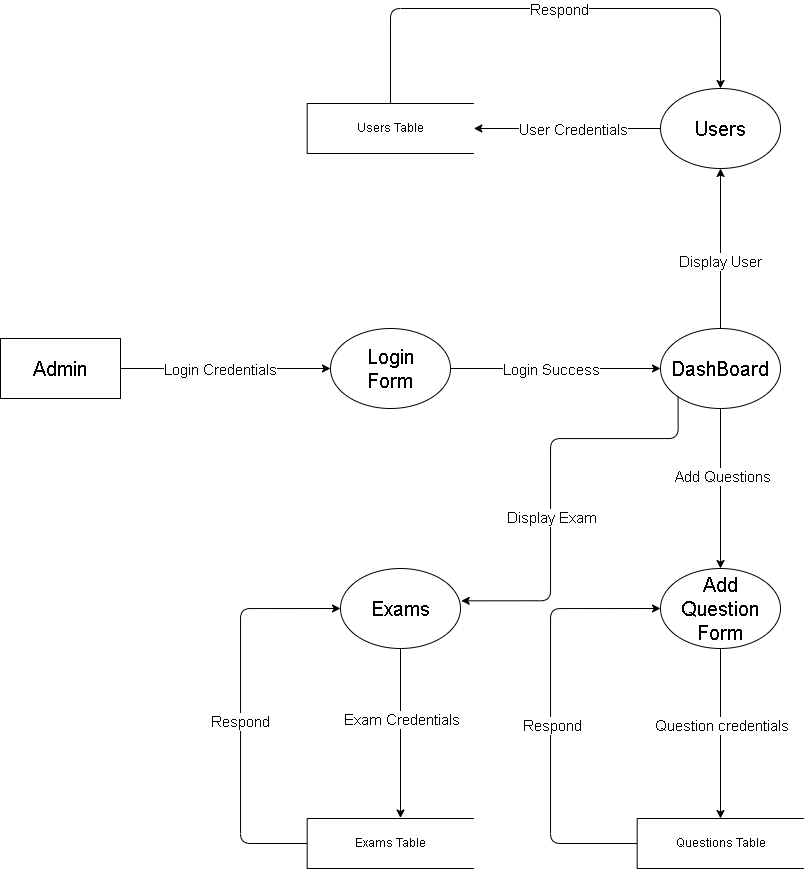 Respond
Users Table
User Credentials
Users
Display User
Admin
Login Credentials
Login
Form
Login Success
DashBoard
Add Questions
Display Exam
Exams
Add
Question
Form
Respond
Exam Credentials
Respond
Question credentials
Exams Table
Questions Table